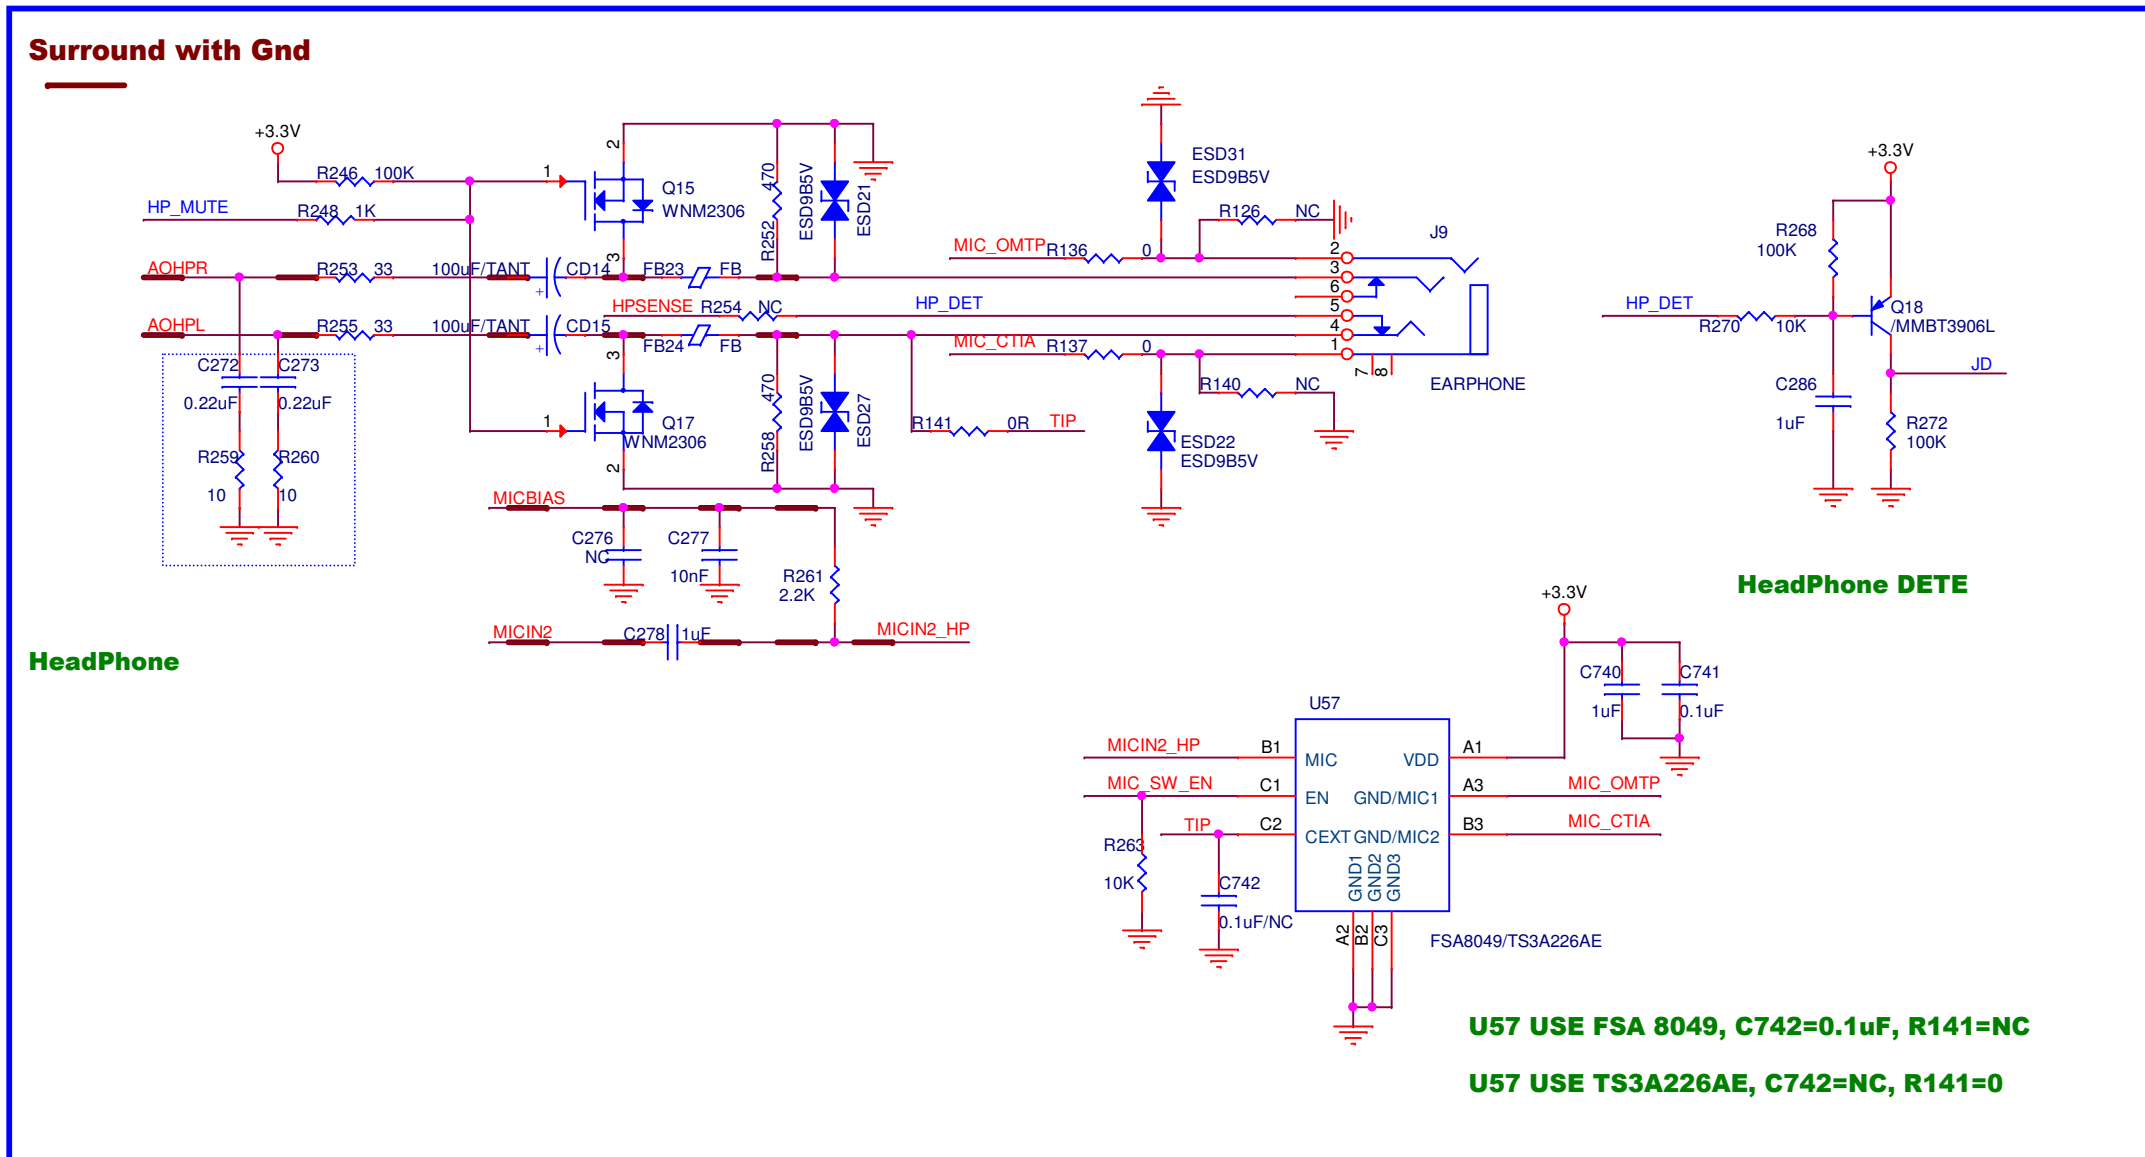 Surround with Gnd
+3.3V
R246 100K
HP_MUTE
R248 1K
AOHPR
R253 33
100uF/TANT
+
CD14
FB23 FB
AOHPL
R255 33
100uF/TANT
+
CD15
FB24 FB
1
2
3
Q15
WNM2306
R252 470
ESD9B5V
ESD21
HPSENSE
R254 NC
HP_DET
3
1
2
Q17
WNM2306
R258 470
ESD9B5V
ESD27
R141 0R
TIP
C272
0.22uF
C273
0.22uF
R259
10
R260
10
MICBIAS
C276
NC
C277
10nF
R261
2.2K
MICIN2
C278 1uF
MICIN2_HP
HeadPhone
ESD31
ESD9B5V
R126 NC
MIC_OMTP
R136 0
MIC_CTIA
R137 0
R140 NC
ESD22
ESD9B5V
J9
2
3
6
5
4
1
7
8
EARPHONE
+3.3V
R268
100K
HP_DET
R270 10K
Q18
/MMBT3906L
JD
C286
1uF
R272
100K
HeadPhone DETE
+3.3V
C740
1uF
C741
0.1uF
U57
MICIN2_HP
B1
MIC
VDD
A1
MIC_SW_EN
C1
EN
GND/MIC1
A3
MIC_OMTP
TIP
C2
CEXT
GND/MIC2
B3
MIC_CTIA
R263
10K
C742
0.1uF/NC
GND1
GND2
GND3
A2
B2
C3
FSA8049/TS3A226AE
U57 USE FSA 8049, C742=0.1uF, R141=NC
U57 USE TS3A226AE, C742=NC, R141=0